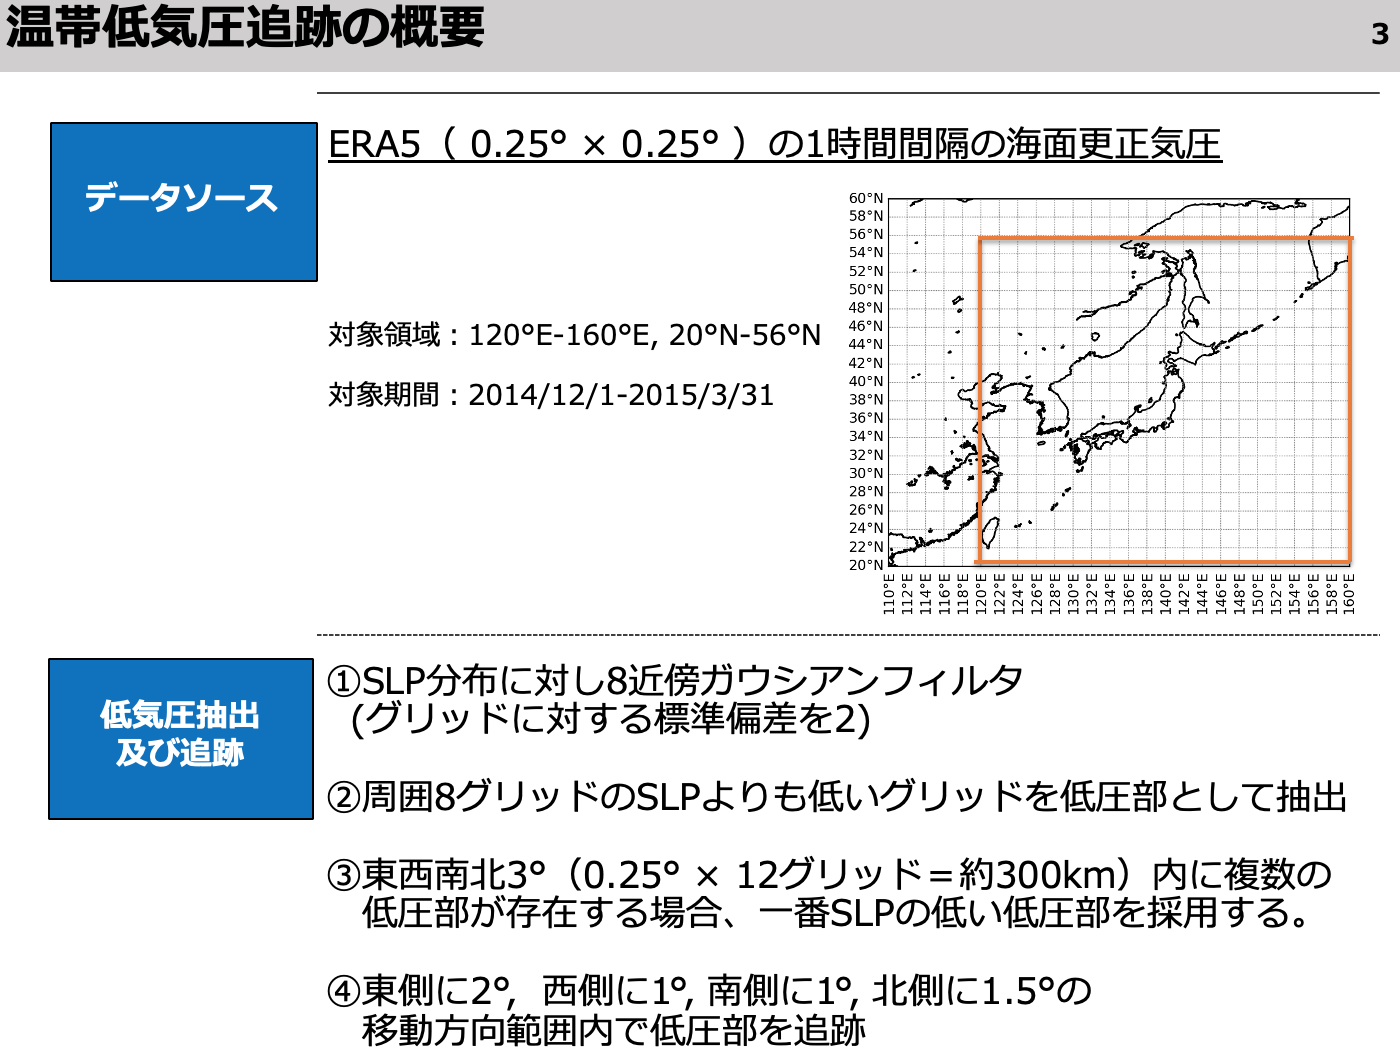 温帯低気圧追跡の概要
3
データソース
ERA5（ 0.25° × 0.25° ）の1時間間隔の海面更正気圧
対象領域：120°E-160°E, 20°N-56°N
対象期間：2014/12/1-2015/3/31
60°N
58°N
56°N
54°N
52°N
50°N
48°N
46°N
44°N
42°N
40°N
38°N
36°N
34°N
32°N
30°N
28°N
26°N
24°N
22°N
20°N
110°E
112°E
114°E
116°E
118°E
120°E
122°E
124°E
126°E
128°E
130°E
132°E
134°E
136°E
138°E
140°E
142°E
144°E
146°E
148°E
150°E
152°E
154°E
156°E
158°E
160°E
低気圧抽出
及び追跡
①SLP分布に対し8近傍ガウシアンフィルタ
(グリッドに対する標準偏差を2)
②周囲8グリッドのSLPよりも低いグリッドを低圧部として抽出
③東西南北3°（0.25° × 12グリッド＝約300km）内に複数の
低圧部が存在する場合、一番SLPの低い低圧部を採用する。
④東側に2°, 西側に1°, 南側に1°, 北側に1.5°の
移動方向範囲内で低圧部を追跡